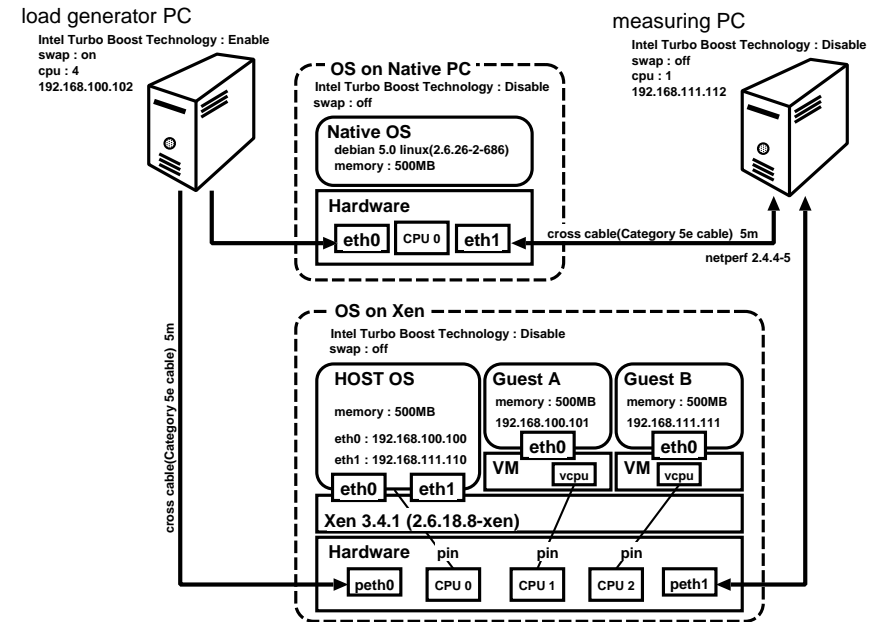 load generator PC
Intel Turbo Boost Technology : Enable
swap : on
cpu : 4
192.168.100.102
measuring PC
Intel Turbo Boost Technology : Disable
swap : off
cpu : 1
192.168.111.112
OS on Native PC
Intel Turbo Boost Technology : Disable
swap : off
Native OS
debian 5.0 linux(2.6.26-2-686)
memory : 500MB
Hardware
eth0
CPU 0
eth1
cross cable(Category 5e cable) 5m
netperf 2.4.4-5
cross cable(Category 5e cable) 5m
OS on Xen
Intel Turbo Boost Technology : Disable
swap : off
HOST OS
memory : 500MB
eth0 : 192.168.100.100
eth1 : 192.168.111.110
eth0
eth1
Guest A
memory : 500MB
192.168.100.101
eth0
VM
vcpu
Guest B
memory : 500MB
192.168.111.111
eth0
VM
vcpu
Xen 3.4.1 (2.6.18.8-xen)
Hardware
pin
pin
pin
peth0
CPU 0
CPU 1
CPU 2
peth1